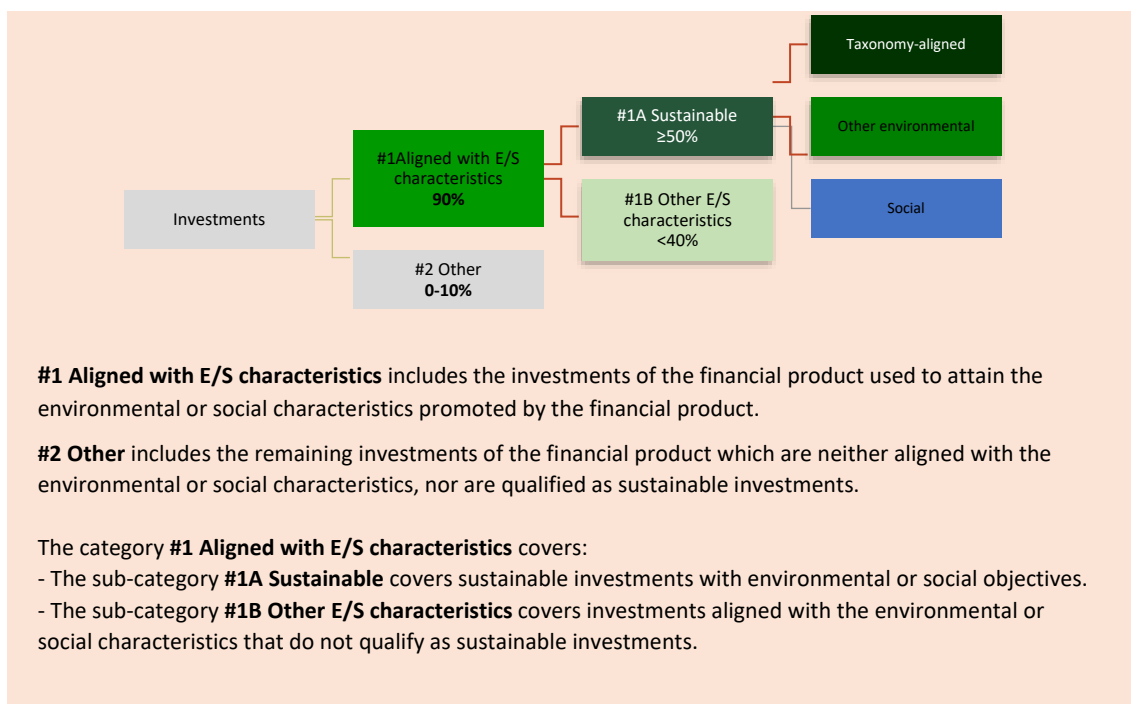 Taxonomy-aligned
#1A Sustainable
≥50%
Other environmental
#1Aligned with E/S
characteristics
90%
#1B Other E/S
characteristics
<40%
Investments
Social
#2 Other
0-10%
#1 Aligned with E/S characteristics includes the investments of the financial product used to attain the
environmental or social characteristics promoted by the financial product.
#2 Other includes the remaining investments of the financial product which are neither aligned with the
environmental or social characteristics, nor are qualified as sustainable investments.
The category #1 Aligned with E/S characteristics covers:
- The sub-category #1A Sustainable covers sustainable investments with environmental or social objectives.
- The sub-category #1B Other E/S characteristics covers investments aligned with the environmental or
social characteristics that do not qualify as sustainable investments.